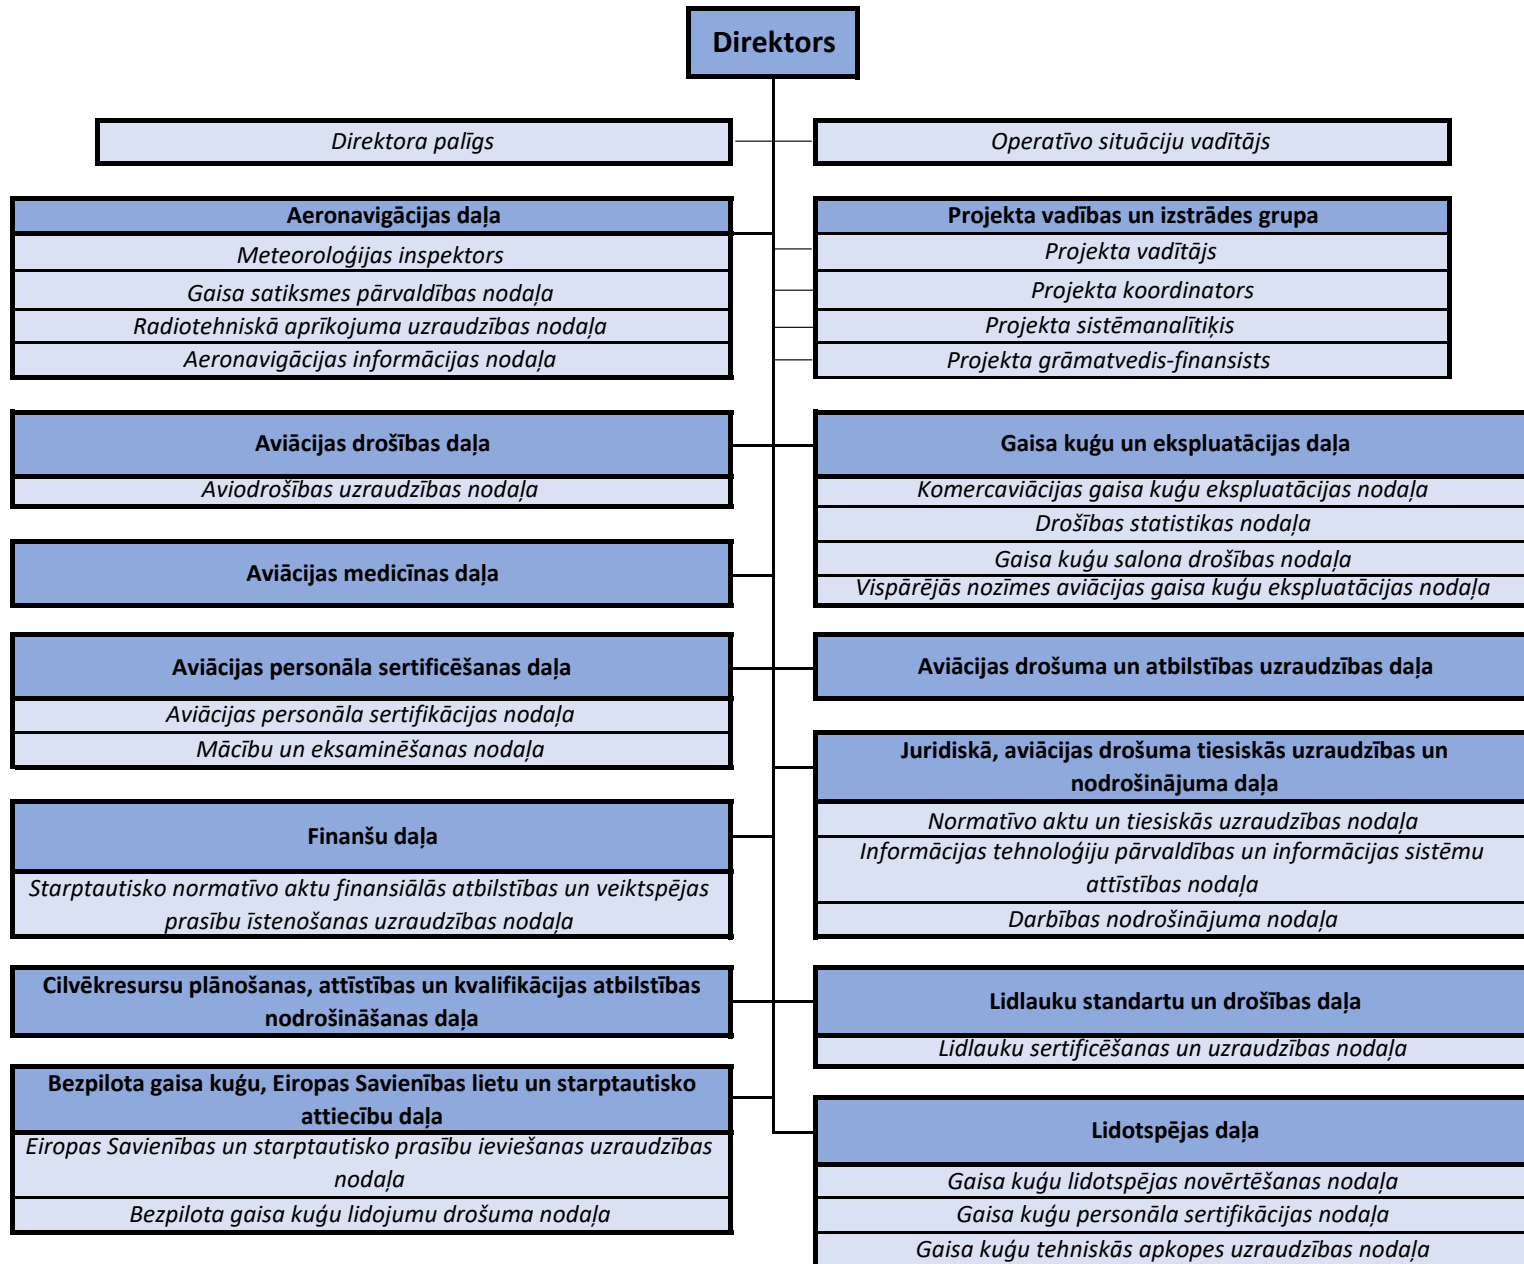 Direktors
Direktora palīgs
Operatīvo situāciju vadītājs
Aeronavigācijas daļa
Meteoroloģijas inspektors
Gaisa satiksmes pārvaldības nodaļa
Radiotehniskā aprīkojuma uzraudzības nodaļa
Aeronavigācijas informācijas nodaļa
Projekta vadības un izstrādes grupa
Projekta vadītājs
Projekta koordinators
Projekta sistēmanalītiķis
Projekta grāmatvedis-finansists
Aviācijas drošības daļa
Aviodrošības uzraudzības nodaļa
Gaisa kuģu un ekspluatācijas daļa
Komercaviācijas gaisa kuģu ekspluatācijas nodaļa
Drošības statistikas nodaļa
Gaisa kuģu salona drošības nodaļa
Vispārējās nozīmes aviācijas gaisa kuģu ekspluatācijas nodaļa
Aviācijas medicīnas daļa
Aviācijas personāla sertificēšanas daļa
Aviācijas personāla sertifikācijas nodaļa
Mācību un eksaminēšanas nodaļa
Aviācijas drošuma un atbilstības uzraudzības daļa
Juridiskā, aviācijas drošuma tiesiskās uzraudzības un
nodrošinājuma daļa
Normatīvo aktu un tiesiskās uzraudzības nodaļa
Informācijas tehnoloģiju pārvaldības un informācijas sistēmu
attīstības nodaļa
Darbības nodrošinājuma nodaļa
Finanšu daļa
Starptautisko normatīvo aktu finansiālās atbilstības un veiktspējas
prasību īstenošanas uzraudzības nodaļa
Cilvēkresursu plānošanas, attīstības un kvalifikācijas atbilstības
nodrošināšanas daļa
Lidlauku standartu un drošības daļa
Lidlauku sertificēšanas un uzraudzības nodaļa
Bezpilota gaisa kuģu, Eiropas Savienības lietu un starptautisko
attiecību daļa
Eiropas Savienības un starptautisko prasību ieviešanas uzraudzības
nodaļa
Bezpilota gaisa kuģu lidojumu drošuma nodaļa
Lidotspējas daļa
Gaisa kuģu lidotspējas novērtēšanas nodaļa
Gaisa kuģu personāla sertifikācijas nodaļa
Gaisa kuģu tehniskās apkopes uzraudzības nodaļa